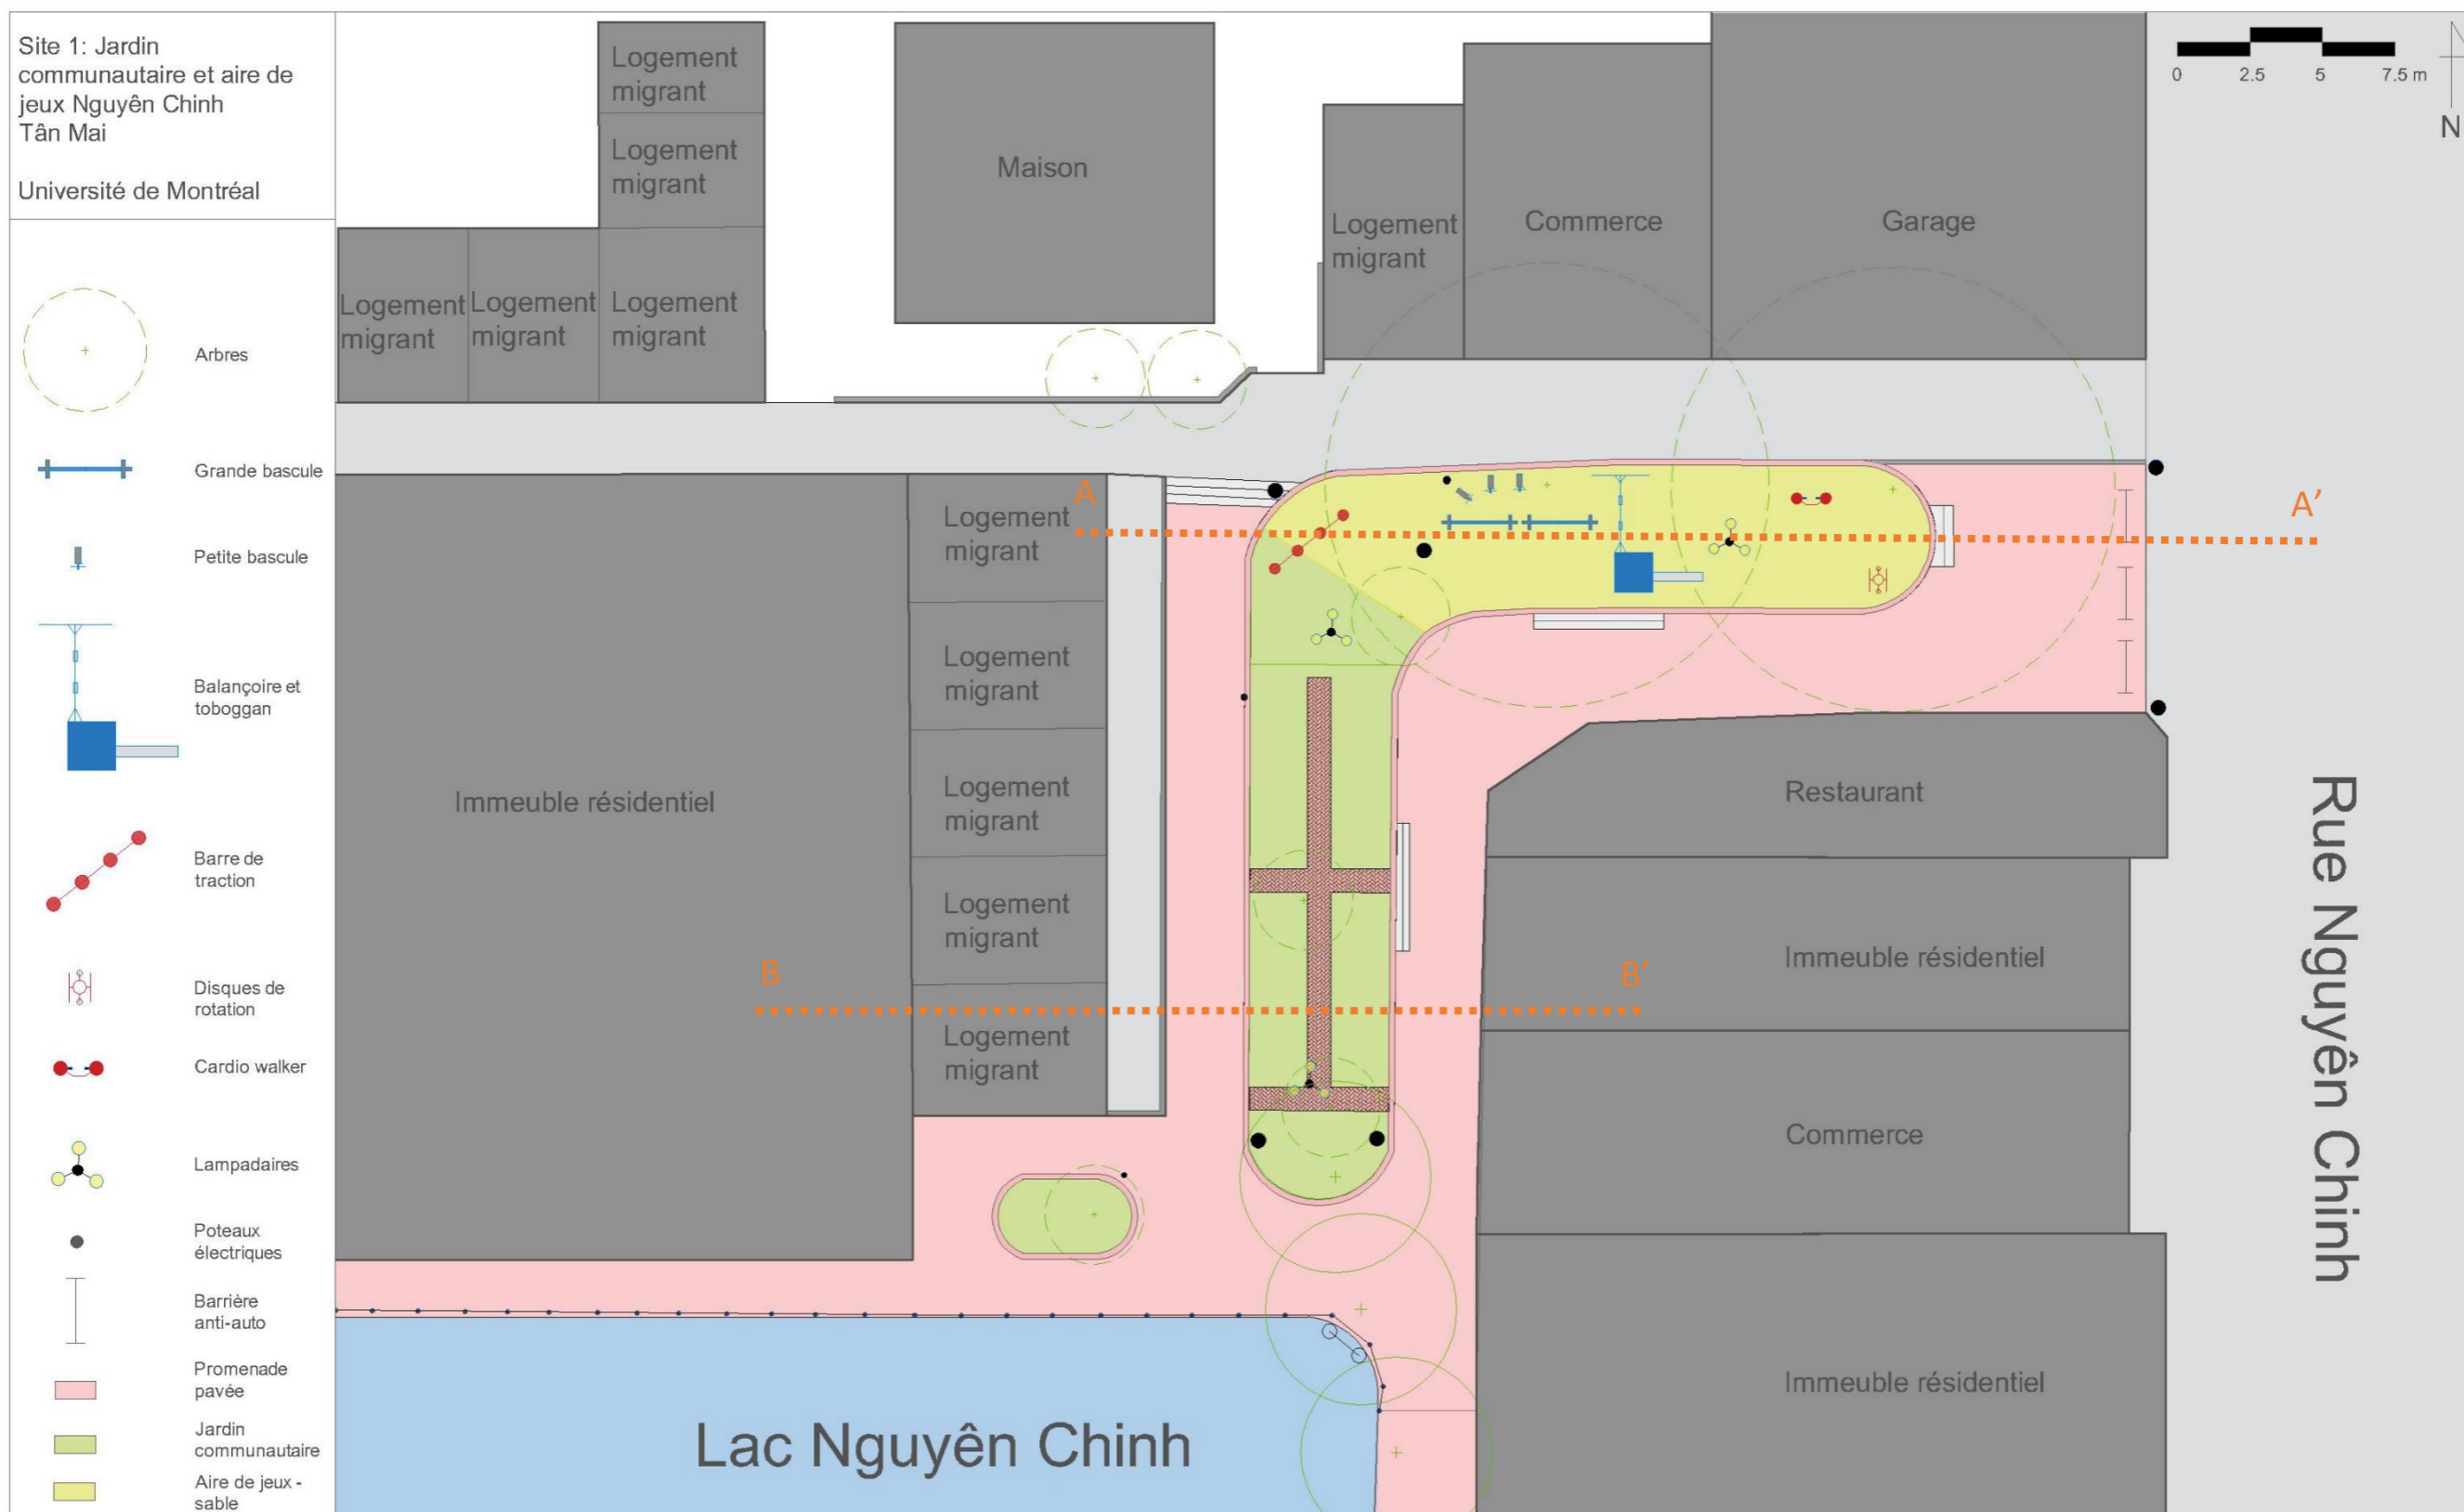 Site 1: Jardin
communautaire et aire de
jeux Nguyên Chinh
Tân Mai
Université de Montréal
Arbres
Grande bascule
Petite bascule
Balançoire et
toboggan
Barre de
traction
Disques de
rotation
Cardio walker
Lampadaires
Poteaux
électriques
Barrière
anti-auto
Promenade
pavée
Jardin
communautaire
Aire de jeux -
sable
Logement
migrant
Logement
migrant
Logement
migrant
Logement
migrant
Logement
migrant
Maison
Logement
migrant
Commerce
Garage
0 2.5 5 7.5 m
N
A
A'
Logement
migrant
Logement
migrant
Logement
migrant
Logement
migrant
Logement
migrant
Immeuble résidentiel
B
B'
Restaurant
Immeuble résidentiel
Commerce
Immeuble résidentiel
Rue Nguyên Chinh
Lac Nguyên Chinh